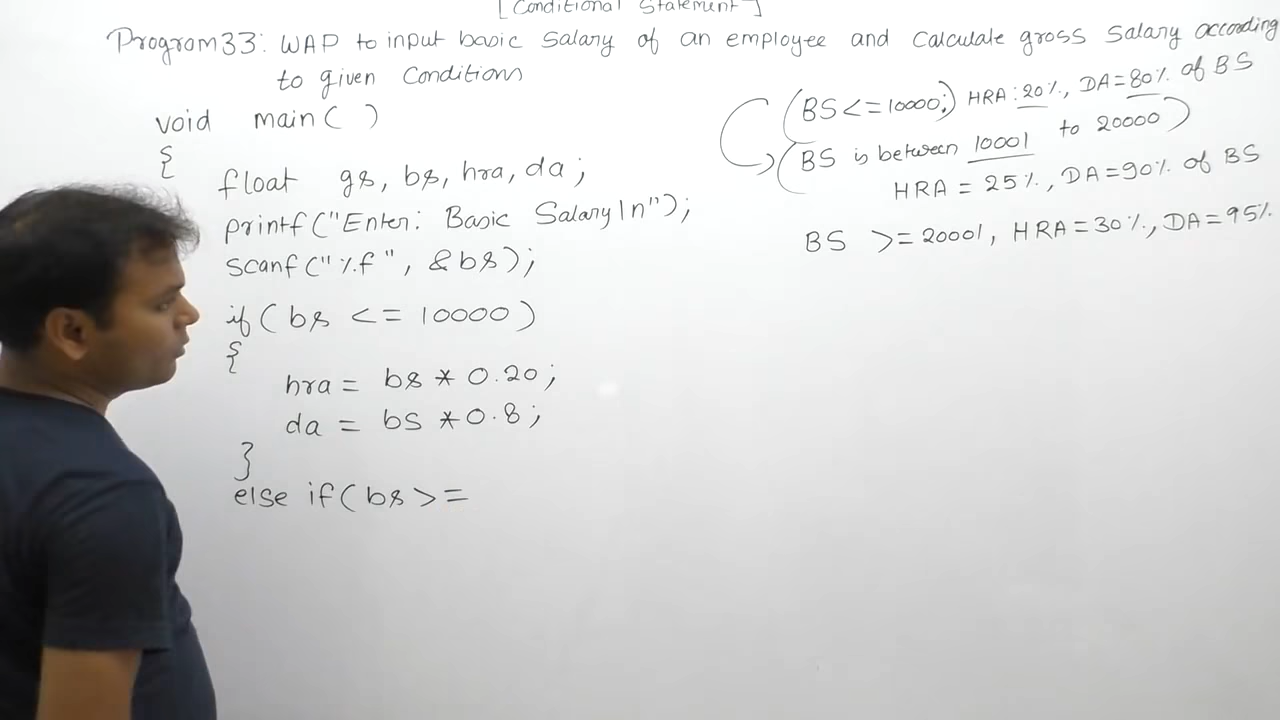 [Conditional Statement]
Program33: WAP to input basic salary of an employee and calculate gross salary according
to given conditions
void main( )
{
float gs, bs, hra, da;
printf("Enter: Basic Salary\n");
scanf("%f", &bs);
if( bs <= 10000 )
{
hra = bs * 0.20;
da = bs * 0.8;
}
else if( bs >=
(BS <= 10000;) HRA: 20%, DA=80% of BS
(BS is between 10001 to 20000)
HRA = 25%, DA=90% of BS
BS >= 20001, HRA=30%, DA=95%